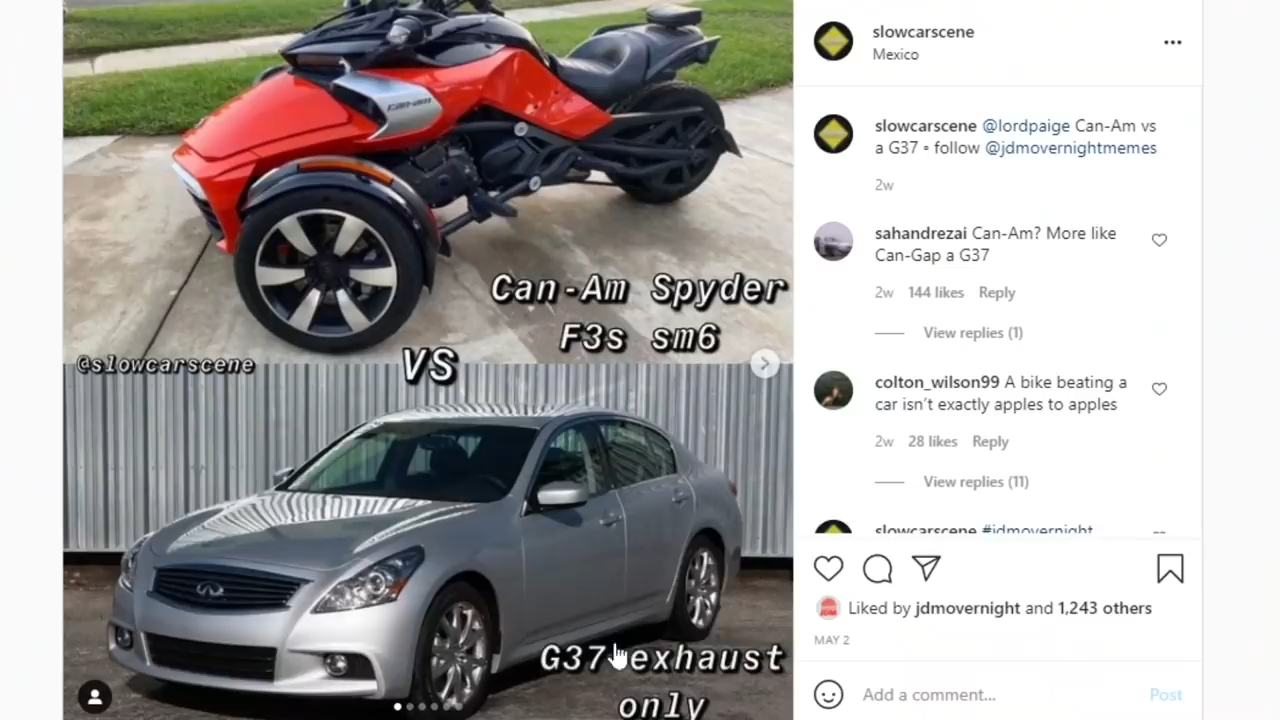 can-am
Can-Am Spyder
F3s sm6
@slowcarscene
VS
G37 exhaust
only
slowcarscene
Mexico
slowcarscene @lordpaige Can-Am vs
a G37 • follow @jdmovernightmemes
2w
sahandrezai Can-Am? More like
Can-Gap a G37
2w 144 likes Reply
View replies (1)
colton_wilson99 A bike beating a
car isn't exactly apples to apples
2w 28 likes Reply
View replies (11)
slowcarscene #jdmovernight
Liked by jdmovernight and 1,243 others
MAY 2
Add a comment... Post